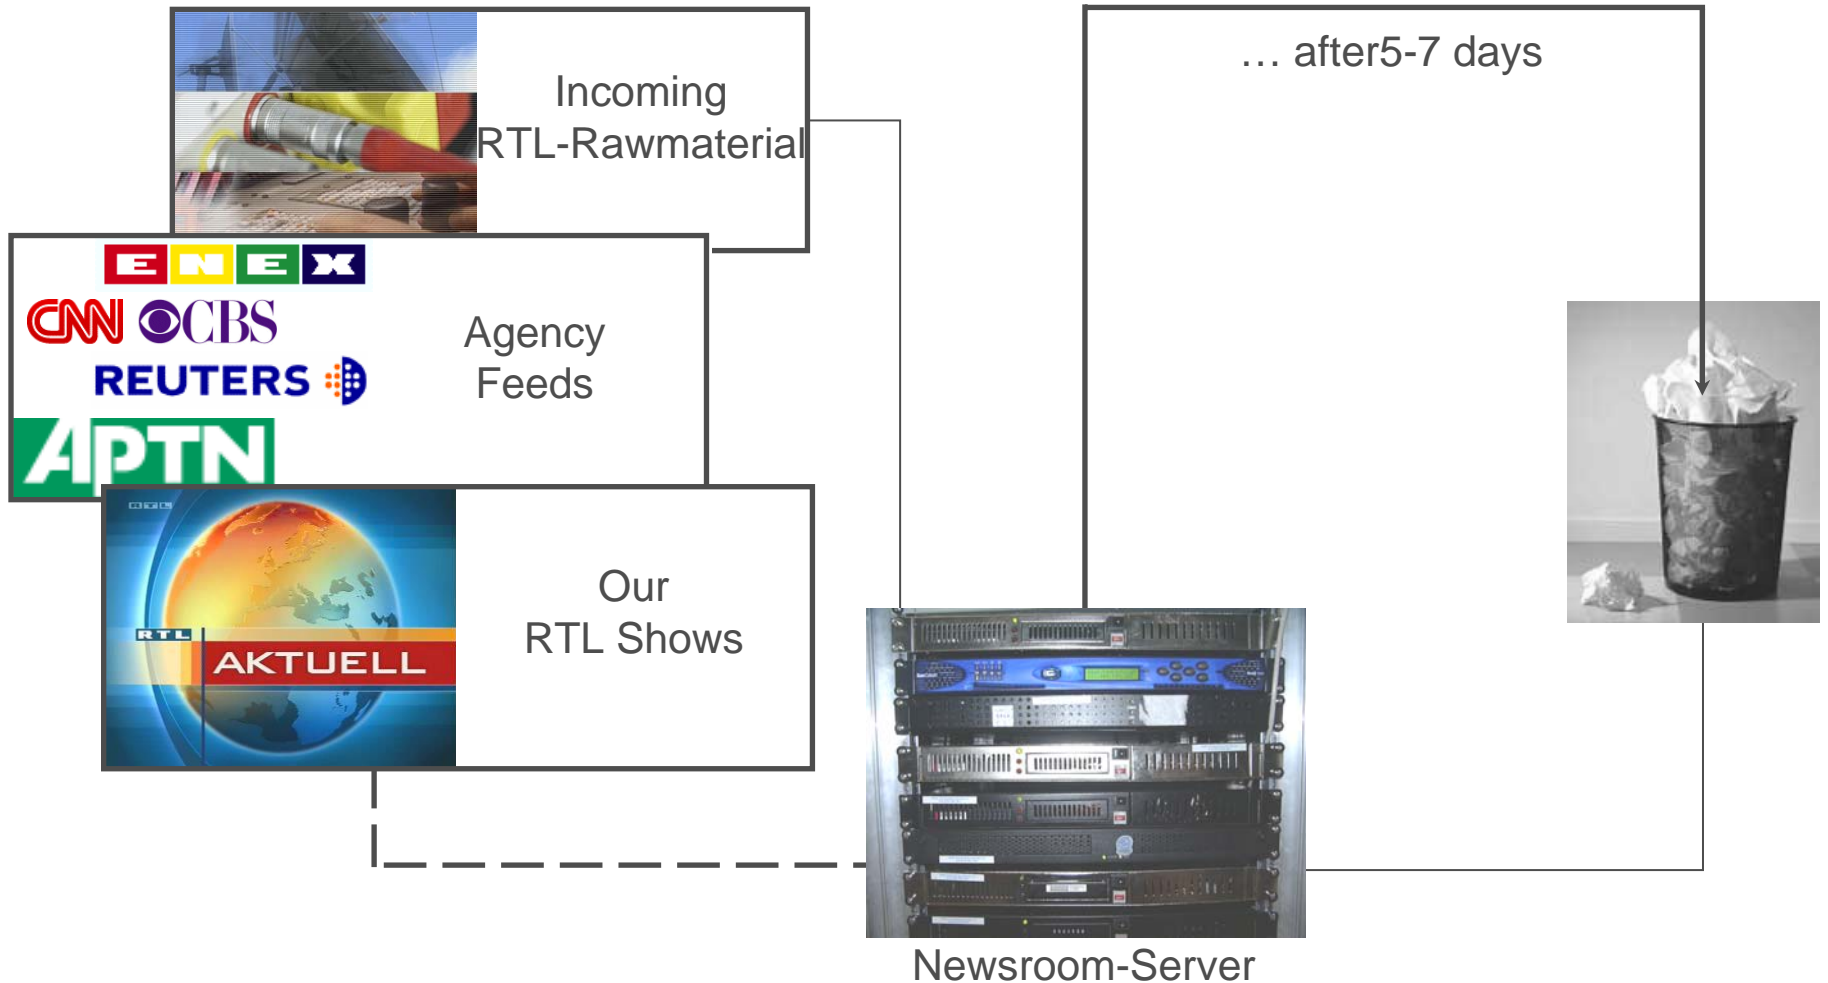 … after5-7 days
Incoming
RTL-Rawmaterial
ENEX
CNN CBS
REUTERS
APTN
Agency
Feeds
RTL
RTL
AKTUELL
Our
RTL Shows
Newsroom-Server